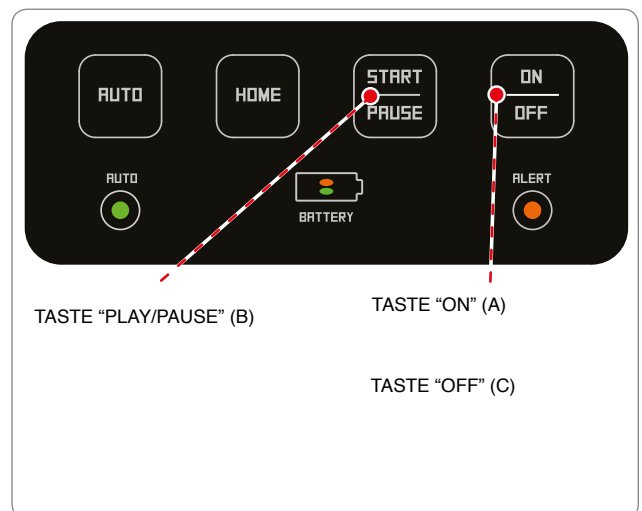 AUTO
HOME
START
PAUSE
ON
OFF
AUTO
BATTERY
ALERT
TASTE “PLAY/PAUSE” (B)
TASTE “ON” (A)
TASTE “OFF” (C)